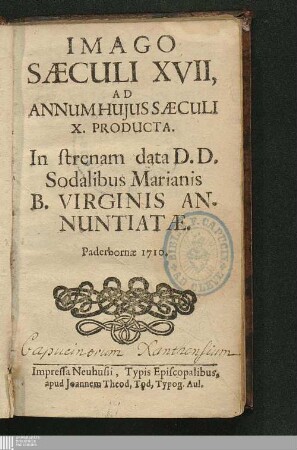 IMAGO
SÆCULI XVII,
AD
ANNUM HUJUS SÆCULI
X. PRODUCTA.
In strenam data D.D.
Sodalibus Marianis
B. VIRGINIS AN-
NUNTIATÆ.
Paderbornæ 1710.
Capucinorum Xanthensium
Impressa Neuhusii, Typis Episcopalibus,
apud Joannem Theod, Tod, Typog. Aul.